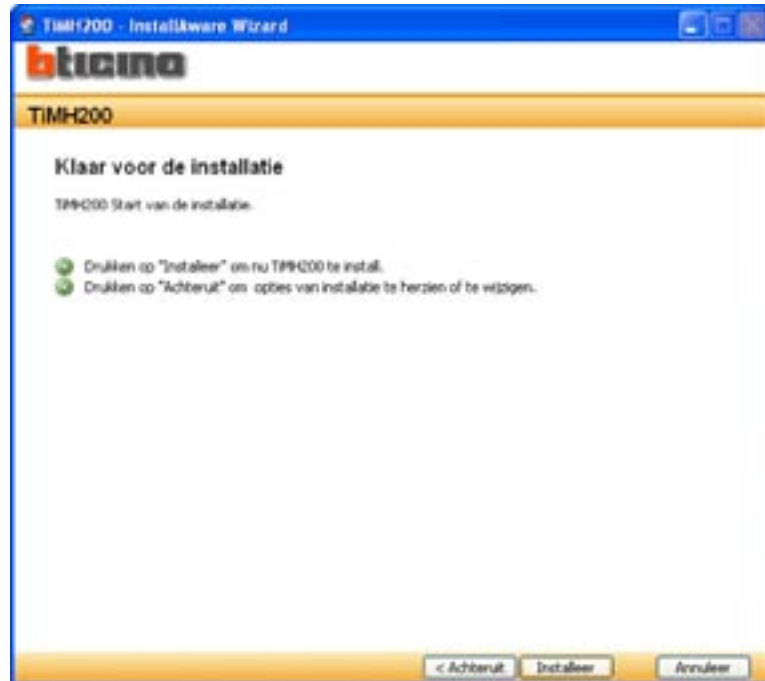 TiMH200 - InstallAware Wizard
bticino
TiMH200
Klaar voor de installatie
TiMH200 Start van de installatie.
Drukken op "Installeer" om nu TiMH200 te install.
Drukken op "Achteruit" om opties van installatie te herzien of te wijzigen.
< Achteruit
Installeer
Annuleer